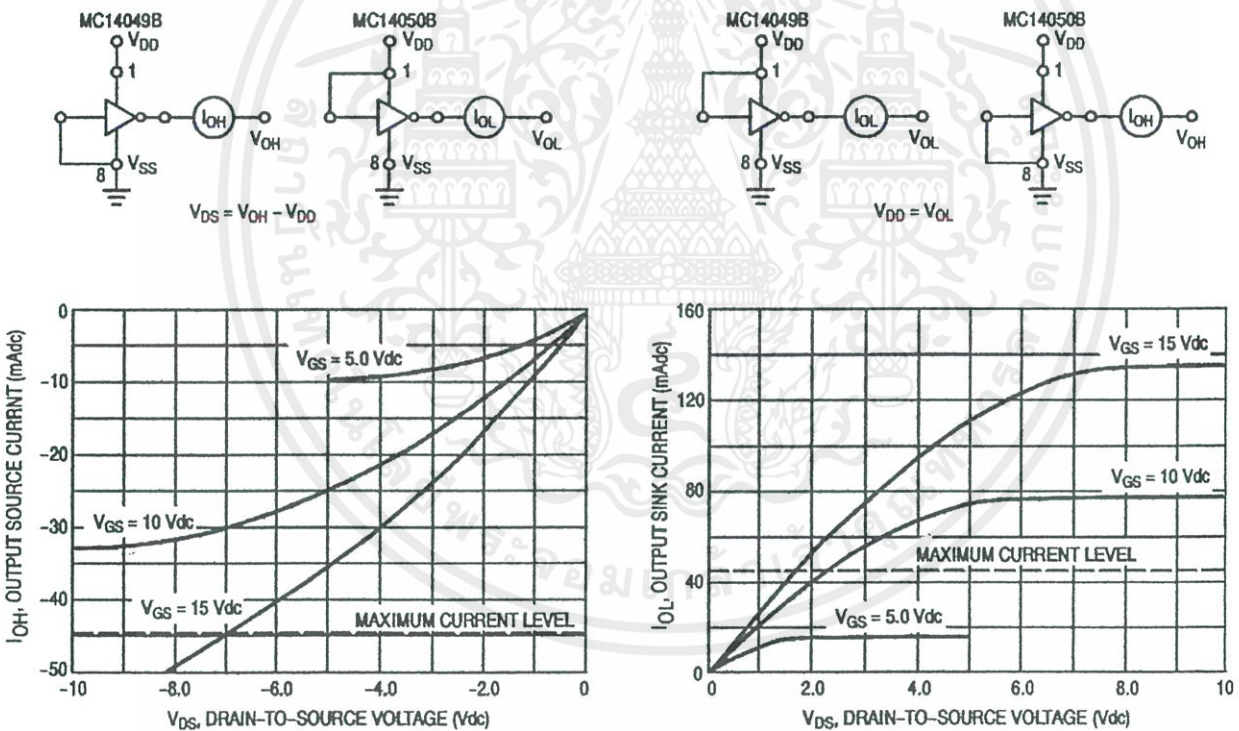 MC14049B
VDD
1
IOH
VOH
8 VSS
VDS = VOH – VDD
MC14050B
VDD
1
IOL
VOL
8 VSS
MC14049B
VDD
1
IOL
VOL
8 VSS
VDD = VOL
MC14050B
VDD
1
IOH
VOH
8 VSS
IOH, OUTPUT SOURCE CURRNT (mAdc)
0
-10
-20
-30
-40
-50
VGS = 5.0 Vdc
VGS = 10 Vdc
VGS = 15 Vdc
MAXIMUM CURRENT LEVEL
-10 -8.0 -6.0 -4.0 -2.0 0
VDS, DRAIN-TO-SOURCE VOLTAGE (Vdc)
IOL, OUTPUT SINK CURRENT (mAdc)
160
120
80
40
0
VGS = 15 Vdc
VGS = 10 Vdc
MAXIMUM CURRENT LEVEL
VGS = 5.0 Vdc
0 2.0 4.0 6.0 8.0 10
VDS, DRAIN-TO-SOURCE VOLTAGE (Vdc)